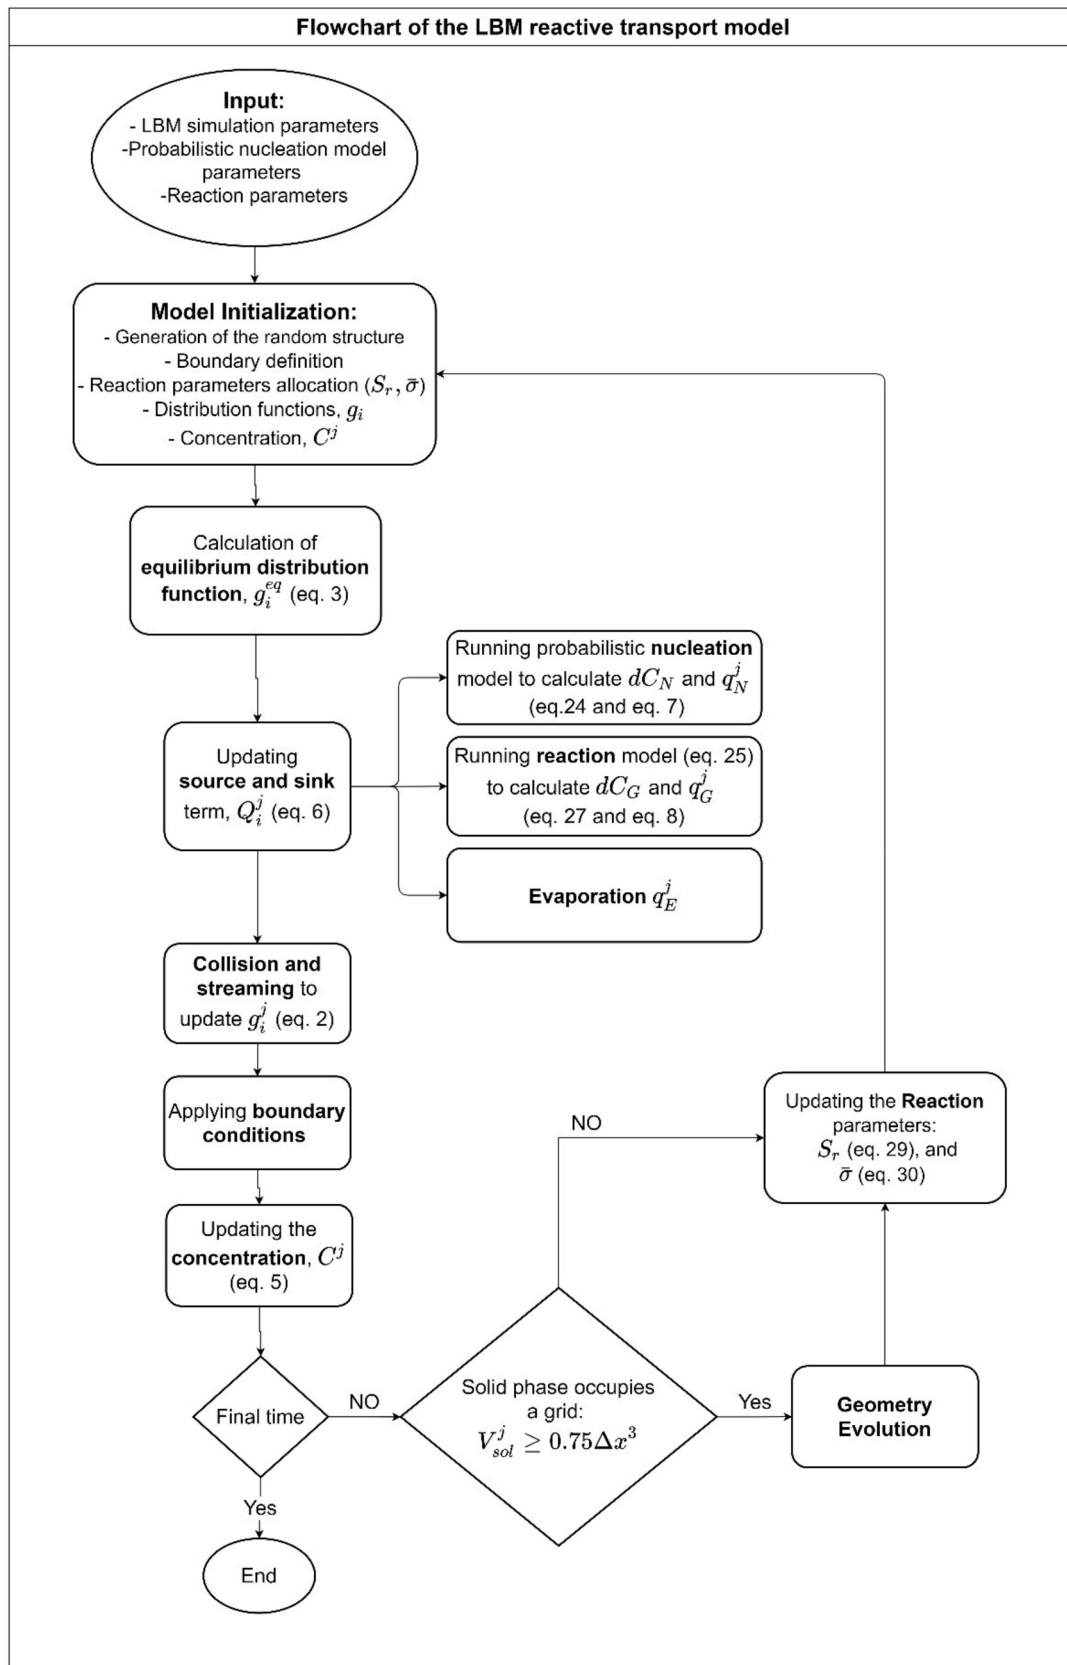 Flowchart of the LBM reactive transport model
Input:
- LBM simulation parameters
-Probabilistic nucleation model
parameters
-Reaction parameters
Model Initialization:
- Generation of the random structure
- Boundary definition
- Reaction parameters allocation (S_r, σ̄)
- Distribution functions, g_i
- Concentration, C^j
Calculation of
equilibrium distribution
function, g_i^{eq} (eq. 3)
Updating
source and sink
term, Q_i^j (eq. 6)
Running probabilistic nucleation
model to calculate dC_N and q_N^j
(eq.24 and eq. 7)
Running reaction model (eq. 25)
to calculate dC_G and q_G^j
(eq. 27 and eq. 8)
Evaporation q_E^j
Collision and
streaming to
update g_i^j (eq. 2)
Applying boundary
conditions
Updating the
concentration, C^j
(eq. 5)
Final time
NO
Yes
End
Solid phase occupies
a grid:
V_{sol}^j ≥ 0.75Δx^3
NO
Yes
Geometry
Evolution
Updating the Reaction
parameters:
S_r (eq. 29), and
σ̄ (eq. 30)